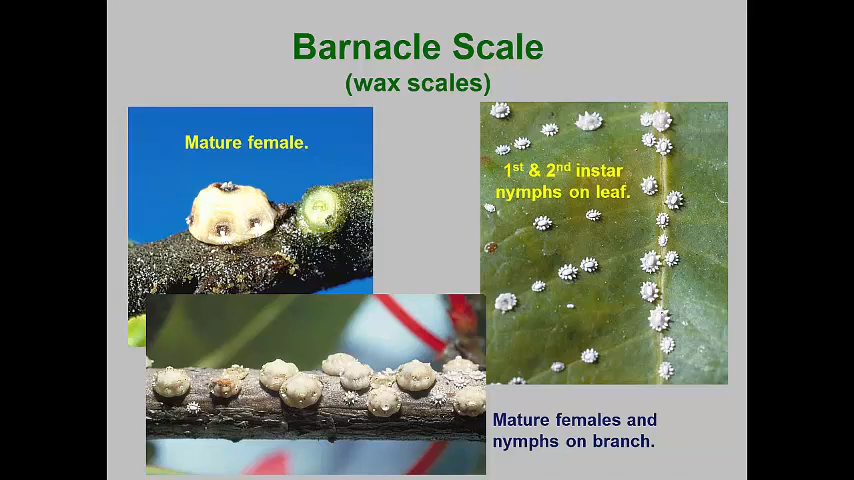 Barnacle Scale
(wax scales)
Mature female.
1st & 2nd instar
nymphs on leaf.
Mature females and
nymphs on branch.